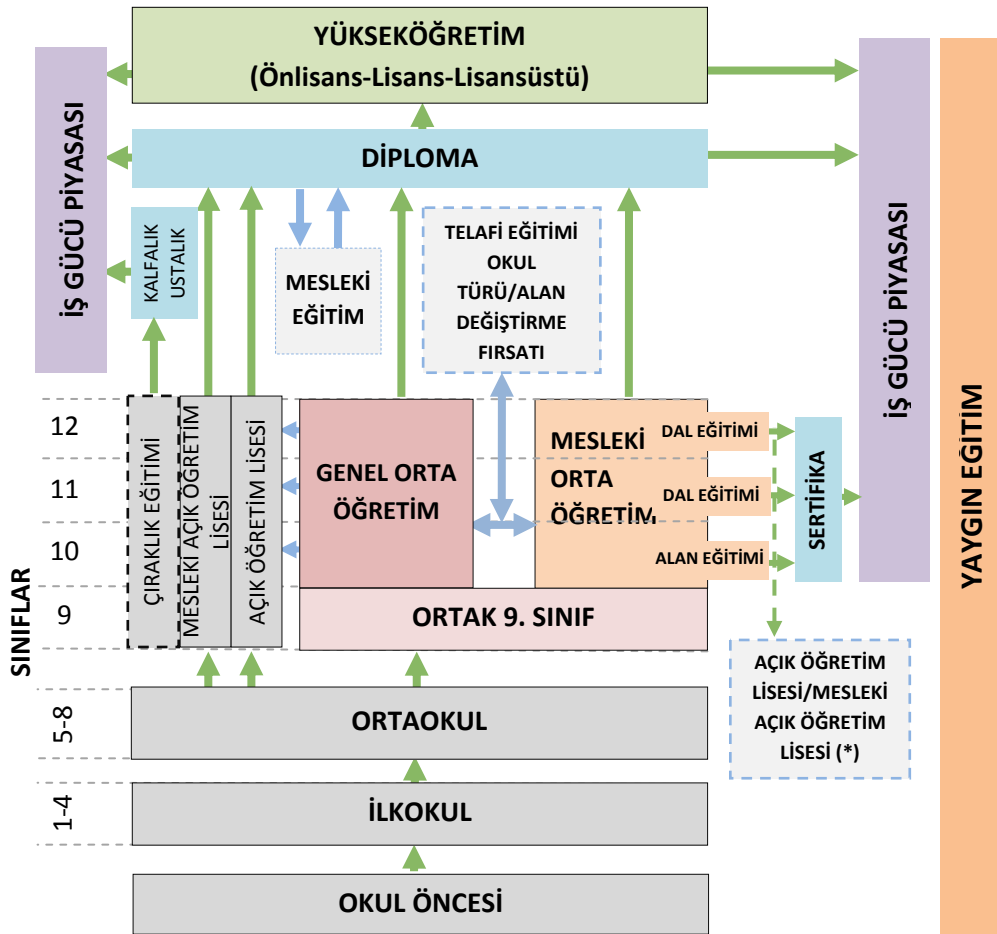 YÜKSEKÖĞRETİM
(Önlisans-Lisans-Lisansüstü)
İŞ GÜCÜ PİYASASI
DİPLOMA
İŞ GÜCÜ PİYASASI
YAYGIN EĞİTİM
KALFALIK
USTALIK
MESLEKİ
EĞİTİM
TELAFİ EĞİTİMİ
OKUL
TÜRÜ/ALAN
DEĞİŞTİRME
FIRSATI
SINIFLAR
12
11
10
9
5-8
1-4
ÇIRAKLIK EĞİTİMİ
MESLEKİ AÇIK ÖĞRETİM
LİSESİ
AÇIK ÖĞRETİM LİSESİ
GENEL ORTA
ÖĞRETİM
MESLEKİ
ORTA
ÖĞRETİM
DAL EĞİTİMİ
DAL EĞİTİMİ
ALAN EĞİTİMİ
SERTİFİKA
ORTAK 9. SINIF
AÇIK ÖĞRETİM
LİSESİ/MESLEKİ
AÇIK ÖĞRETİM
LİSESİ (*)
ORTAOKUL
İLKOKUL
OKUL ÖNCESİ